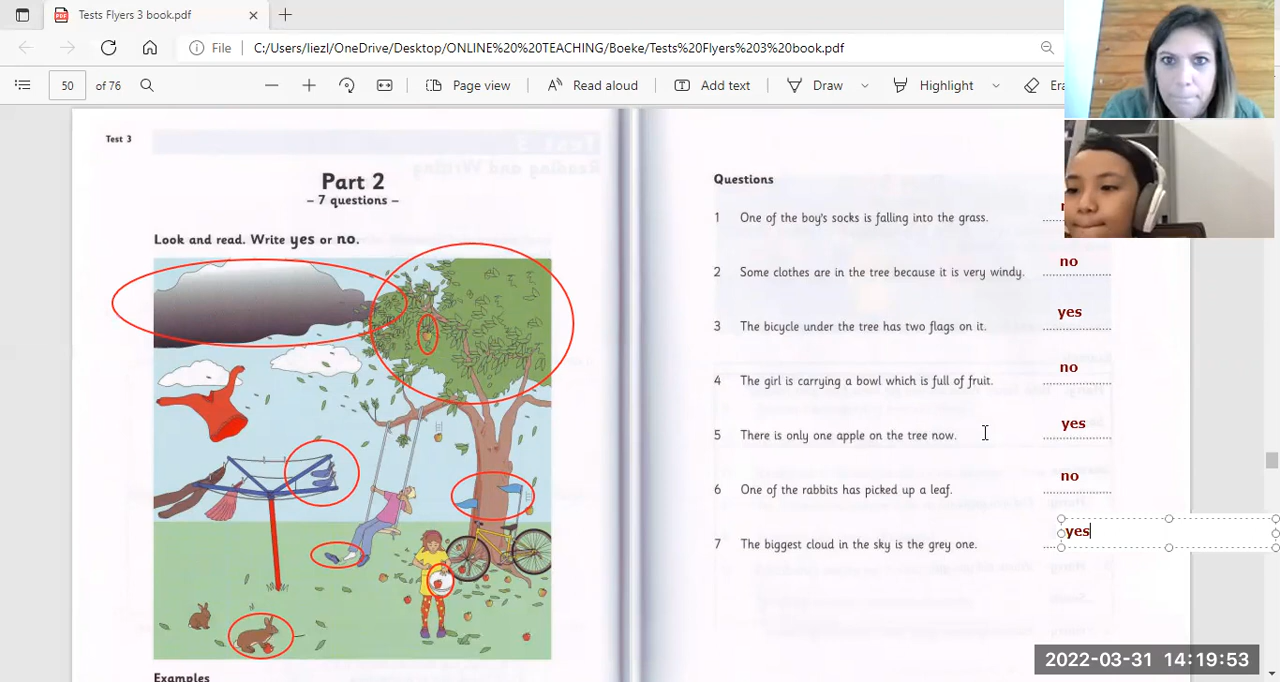 Tests Flyers 3 book.pdf
File C:/Users/liezl/OneDrive/Desktop/ONLINE%20%20TEACHING/Boeke/Tests%20Flyers%203%20book.pdf
50 of 76 Page view Read aloud Add text Draw Highlight
Test 3
Part 2
– 7 questions –
Look and read. Write yes or no.
Examples
Questions
1 One of the boy's socks is falling into the grass.
2 Some clothes are in the tree because it is very windy. no
3 The bicycle under the tree has two flags on it. yes
4 The girl is carrying a bowl which is full of fruit. no
5 There is only one apple on the tree now. yes
6 One of the rabbits has picked up a leaf. no
7 The biggest cloud in the sky is the grey one. yes
2022-03-31 14:19:53